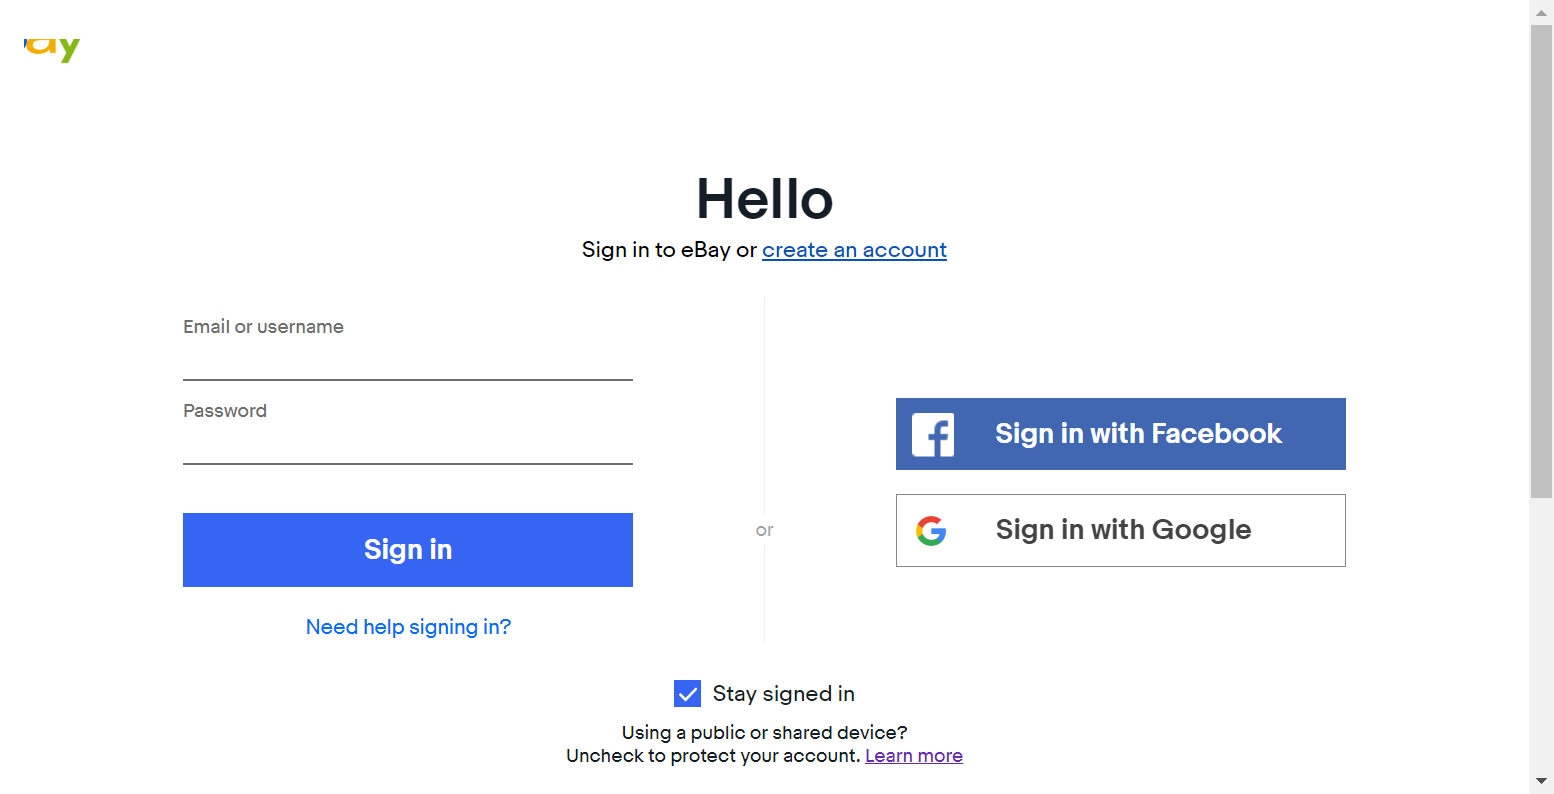 ay
Hello
Sign in to eBay or create an account
Email or username
Password
Sign in
Need help signing in?
or
Sign in with Facebook
Sign in with Google
Stay signed in
Using a public or shared device?
Uncheck to protect your account. Learn more